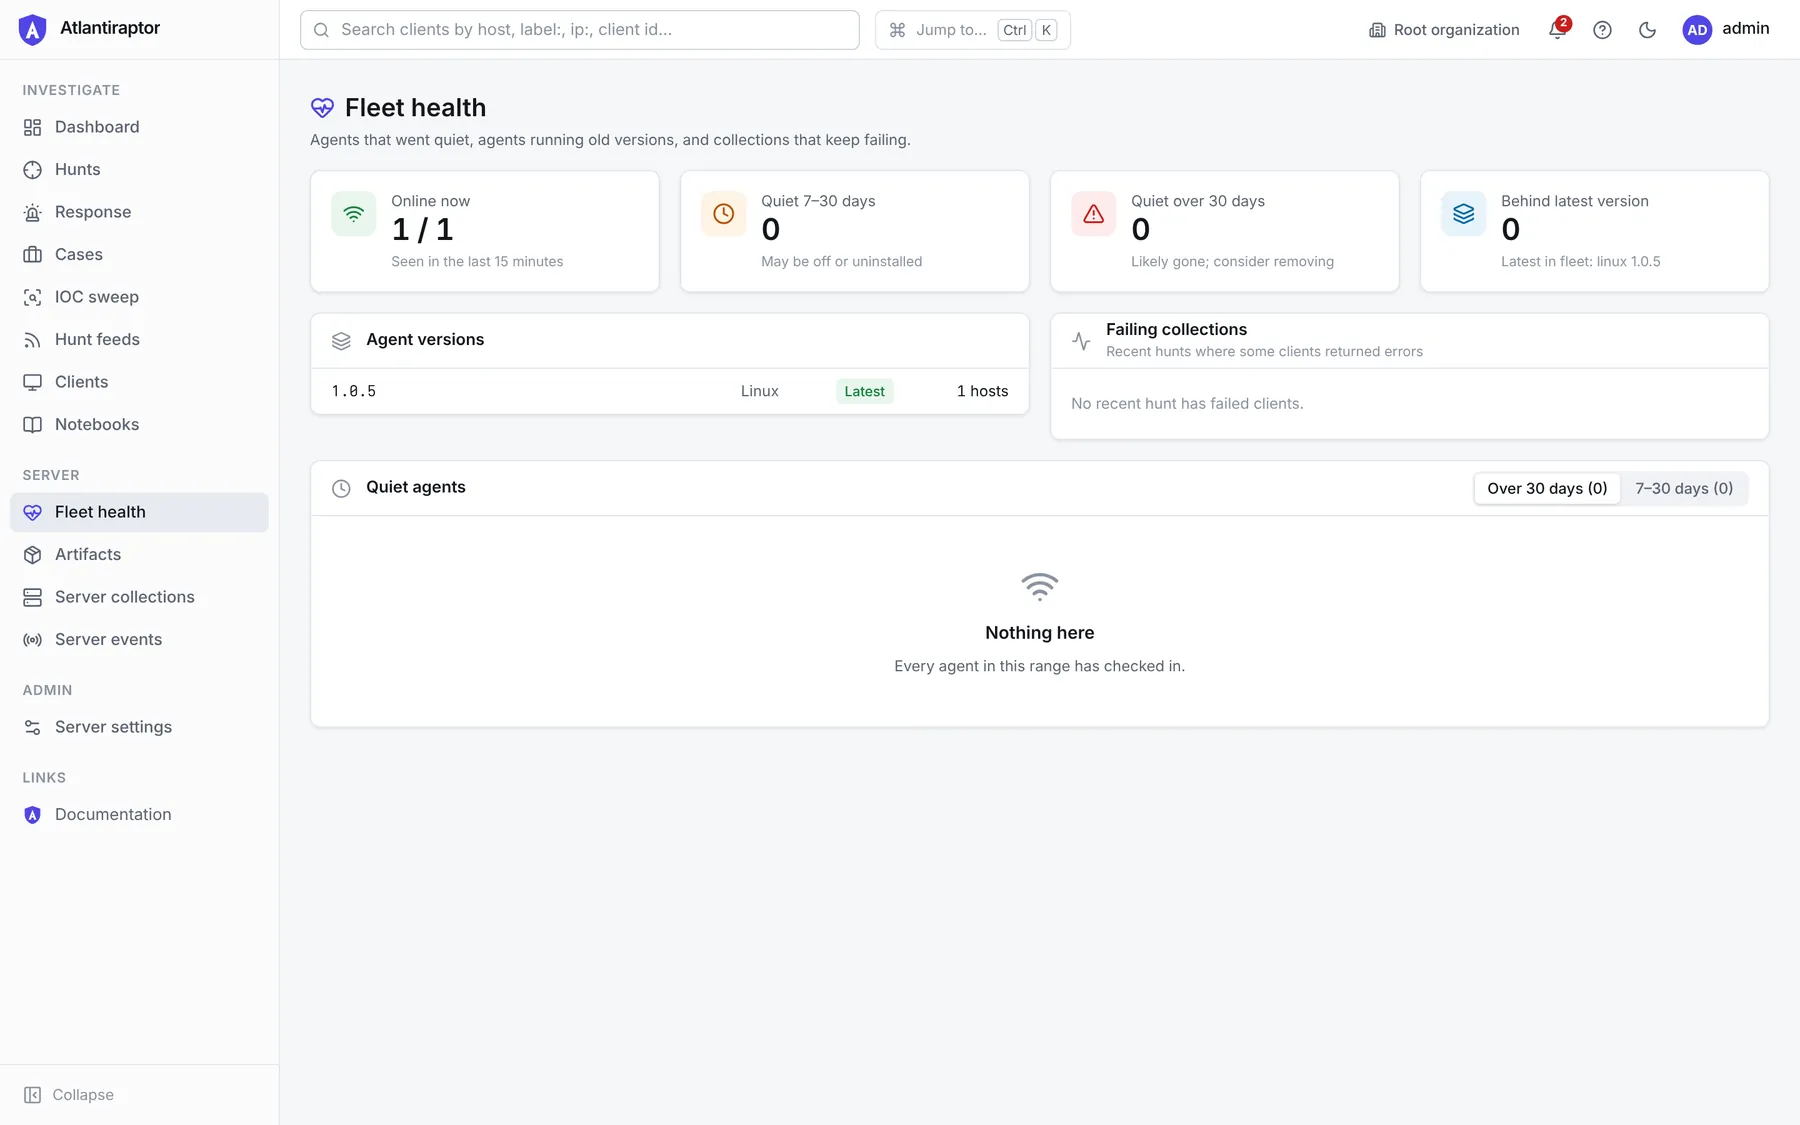 Atlantiraptor
Search clients by host, label:, ip:, client id...
Jump to... Ctrl K
Root organization
2
AD admin
INVESTIGATE
Dashboard
Hunts
Response
Cases
IOC sweep
Hunt feeds
Clients
Notebooks
SERVER
Fleet health
Artifacts
Server collections
Server events
ADMIN
Server settings
LINKS
Documentation
Collapse
Fleet health
Agents that went quiet, agents running old versions, and collections that keep failing.
Online now
1 / 1
Seen in the last 15 minutes
Quiet 7–30 days
0
May be off or uninstalled
Quiet over 30 days
0
Likely gone; consider removing
Behind latest version
0
Latest in fleet: linux 1.0.5
Agent versions
1.0.5 Linux Latest 1 hosts
Failing collections
Recent hunts where some clients returned errors
No recent hunt has failed clients.
Quiet agents
Over 30 days (0) 7–30 days (0)
Nothing here
Every agent in this range has checked in.